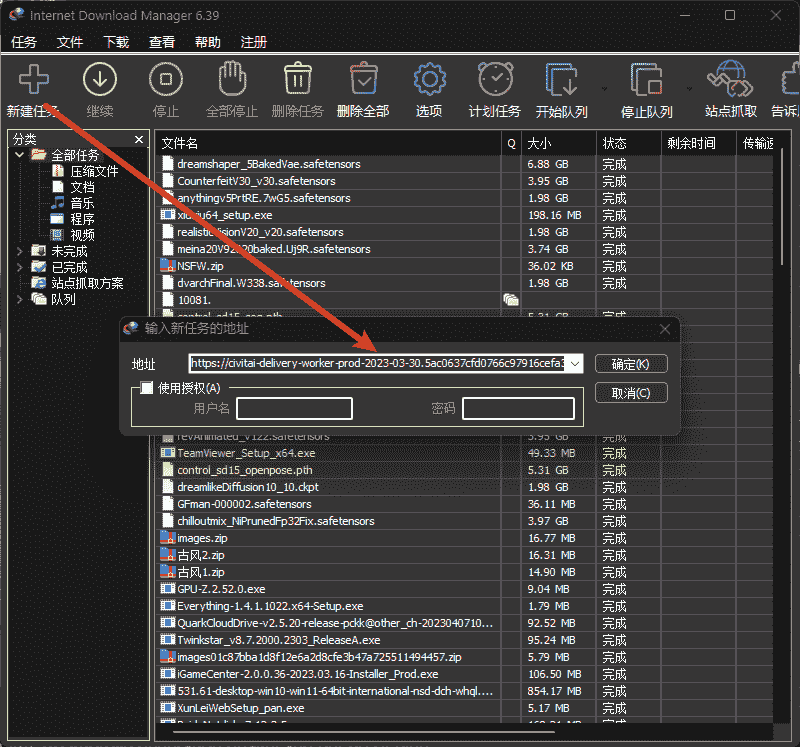 Internet Download Manager 6.39
任务 文件 下载 查看 帮助 注册
新建任务 继续 停止 全部停止 删除任务 删除全部 选项 计划任务 开始队列 停止队列 站点抓取 告诉
分类
全部任务
压缩文件
文档
音乐
程序
视频
未完成
已完成
站点抓取方案
队列
文件名 Q 大小 状态 剩余时间 传输速
dreamshaper_5BakedVae.safetensors 6.88 GB 完成
CounterfeitV30_v30.safetensors 3.95 GB 完成
anythingv5PrtRE.7wG5.safetensors 1.98 GB 完成
64_setup.exe 198.16 MB 完成
realisticVisionV20_v20.safetensors 1.98 GB 完成
meina20V92020baked.Uj9R.safetensors 3.74 GB 完成
NSFW.zip 36.02 KB 完成
dvarchFinal.W338.safetensors 1.98 GB 完成
10081.
输入新任务的地址
地址 https://civitai-delivery-worker-prod-2023-03-30.5ac0637cfd0766c97916cefa3 确定(K)
使用授权(A) 取消(C)
用户名 密码
revAnimated_v122.safetensors 3.95 GB 完成
TeamViewer_Setup_x64.exe 49.33 MB 完成
control_sd15_openpose.pth 5.31 GB 完成
dreamlikeDiffusion10_10.ckpt 1.98 GB 完成
GFman-000002.safetensors 36.11 MB 完成
chilloutmix_NiPrunedFp32Fix.safetensors 3.97 GB 完成
images.zip 16.77 MB 完成
古风2.zip 16.31 MB 完成
古风1.zip 14.90 MB 完成
GPU-Z.2.52.0.exe 9.04 MB 完成
Everything-1.4.1.1022.x64-Setup.exe 1.79 MB 完成
QuarkCloudDrive-v2.5.20-release-pckk@other_ch-2023040710... 92.52 MB 完成
Twinkstar_v8.7.2000.2303_ReleaseA.exe 95.24 MB 完成
images01c87bba1d8f12e6a2d8cfe3b47a725511494457.zip 5.79 MB 完成
iGameCenter-2.0.0.36-2023.03.16-Installer_Prod.exe 106.50 MB 完成
531.61-desktop-win10-win11-64bit-international-nsd-dch-whql.... 854.17 MB 完成
XunLeiWebSetup_pan.exe 5.17 MB 完成